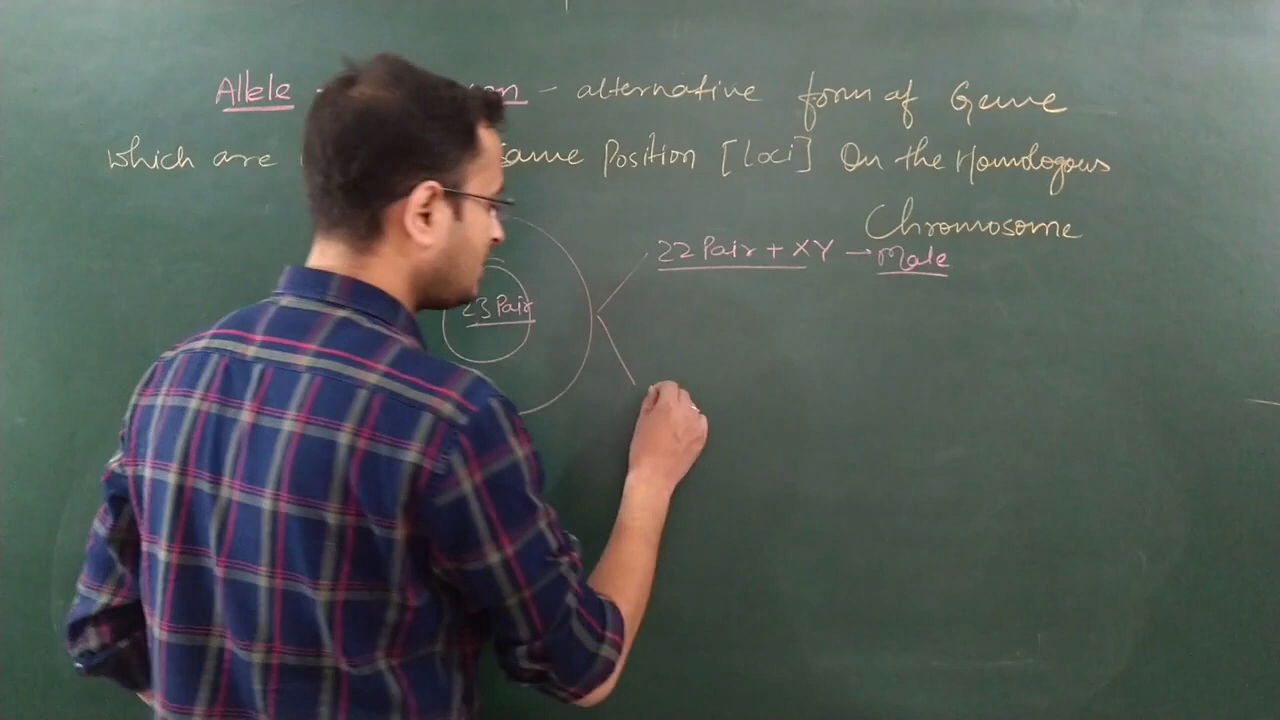 Allele - - alternative form of Gene
which are same Position [loci] On the Homologous
Chromosome
22 Pair + XY → Male
23 Pair